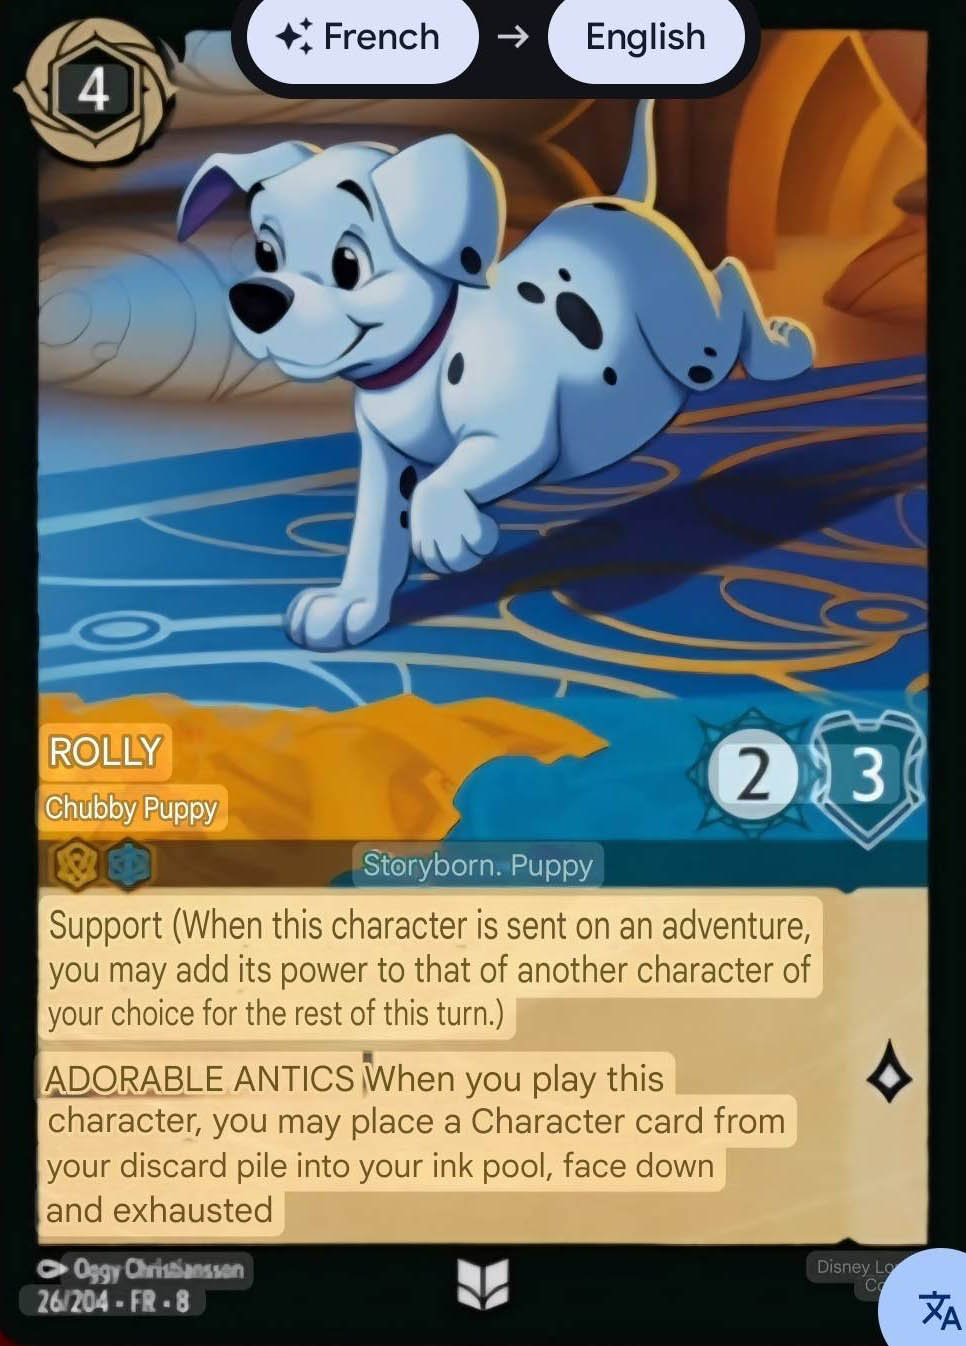 French → English
4
ROLLY
Chubby Puppy
2 3
Storyborn. Puppy
Support (When this character is sent on an adventure,
you may add its power to that of another character of
your choice for the rest of this turn.)
ADORABLE ANTICS When you play this
character, you may place a Character card from
your discard pile into your ink pool, face down
and exhausted
Oggy Christiansson
26/204 - FR - 8
Disney